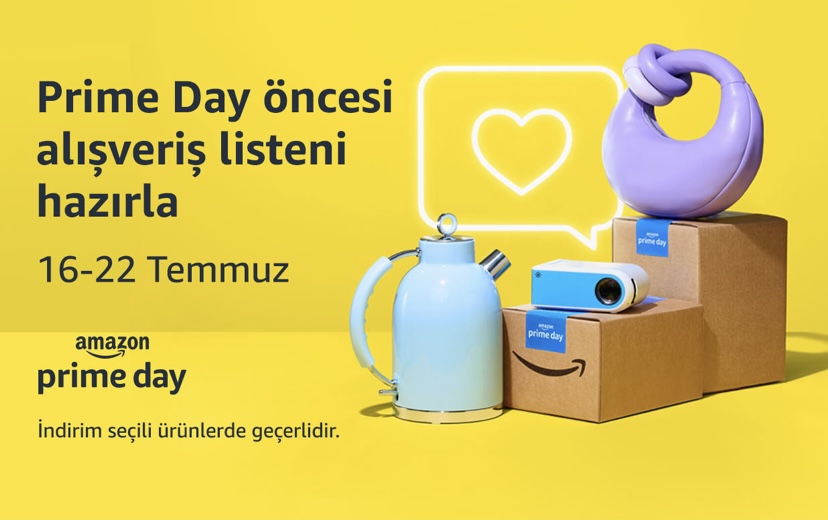 Prime Day öncesi
alışveriş listeni
hazırla
16-22 Temmuz
amazon
prime day
İndirim seçili ürünlerde geçerlidir.
amazon
prime day
amazon
prime day